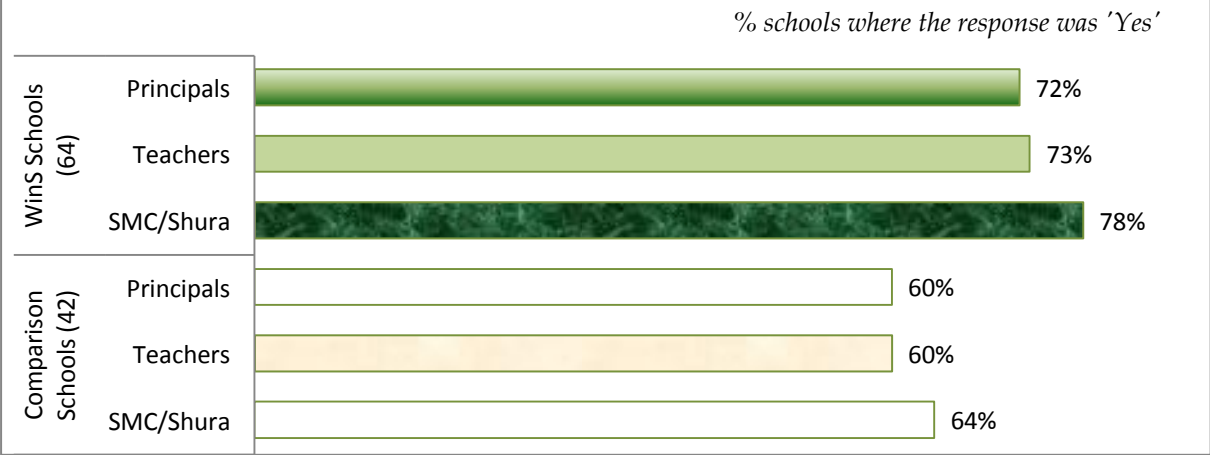 % schools where the response was 'Yes'
WinS Schools
(64)
Principals
72%
Teachers
73%
SMC/Shura
78%
Comparison
Schools (42)
Principals
60%
Teachers
60%
SMC/Shura
64%